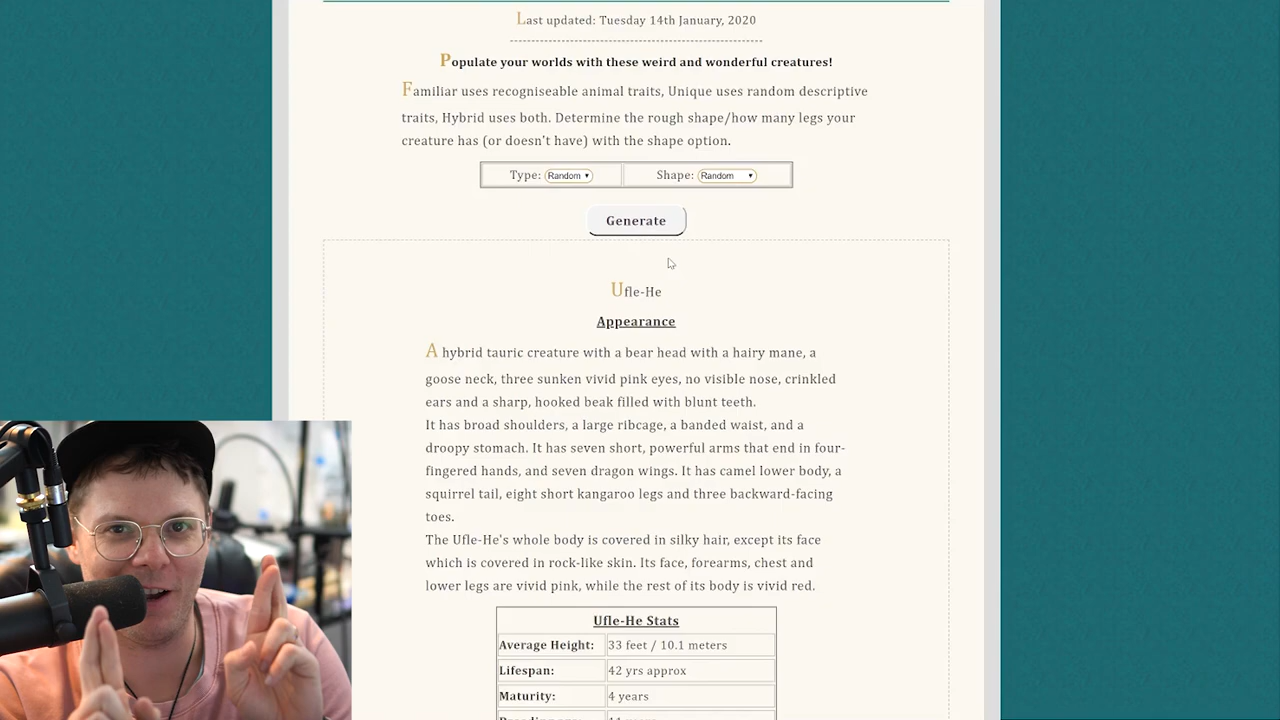 Last updated: Tuesday 14th January, 2020
Populate your worlds with these weird and wonderful creatures!
Familiar uses recogniseable animal traits, Unique uses random descriptive
traits, Hybrid uses both. Determine the rough shape/how many legs your
creature has (or doesn't have) with the shape option.
Type: Random Shape: Random
Generate
Ufle-He
Appearance
A hybrid tauric creature with a bear head with a hairy mane, a
goose neck, three sunken vivid pink eyes, no visible nose, crinkled
ears and a sharp, hooked beak filled with blunt teeth.
It has broad shoulders, a large ribcage, a banded waist, and a
droopy stomach. It has seven short, powerful arms that end in four-
fingered hands, and seven dragon wings. It has camel lower body, a
squirrel tail, eight short kangaroo legs and three backward-facing
toes.
The Ufle-He's whole body is covered in silky hair, except its face
which is covered in rock-like skin. Its face, forearms, chest and
lower legs are vivid pink, while the rest of its body is vivid red.
Ufle-He Stats
Average Height: 33 feet / 10.1 meters
Lifespan: 42 yrs approx
Maturity: 4 years